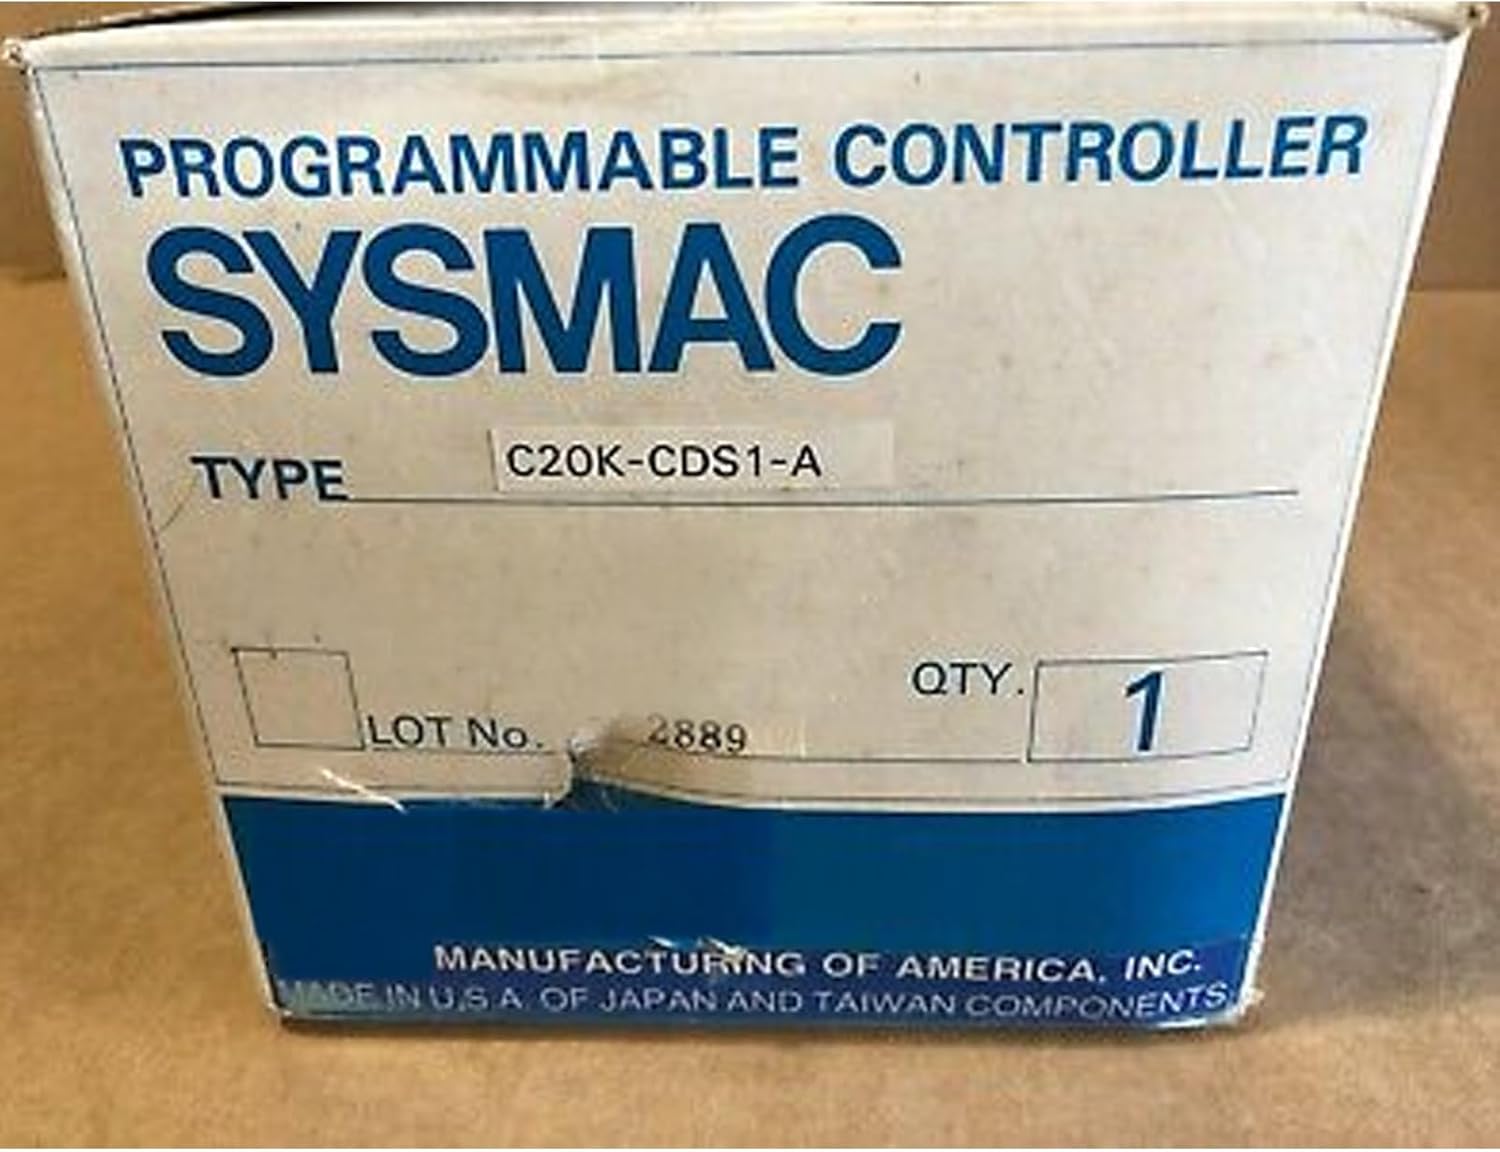 PROGRAMMABLE CONTROLLER
SYSMAC
TYPE C20K-CDS1-A
QTY. 1
LOT No. 2889
MANUFACTURING OF AMERICA, INC.
MADE IN U.S.A. OF JAPAN AND TAIWAN COMPONENTS